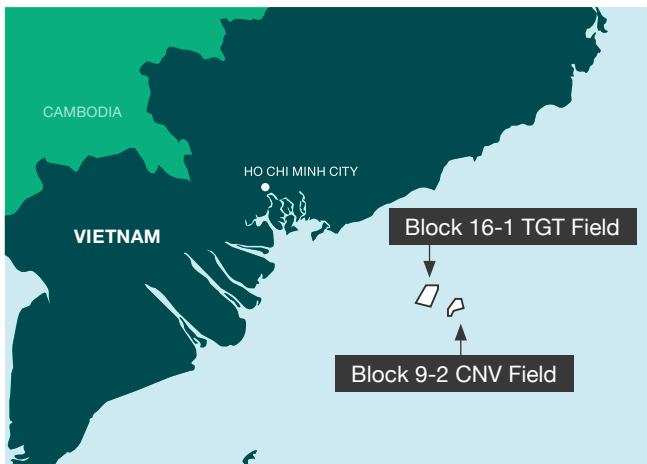 CAMBODIA
HO CHI MINH CITY
VIETNAM
Block 16-1 TGT Field
Block 9-2 CNV Field